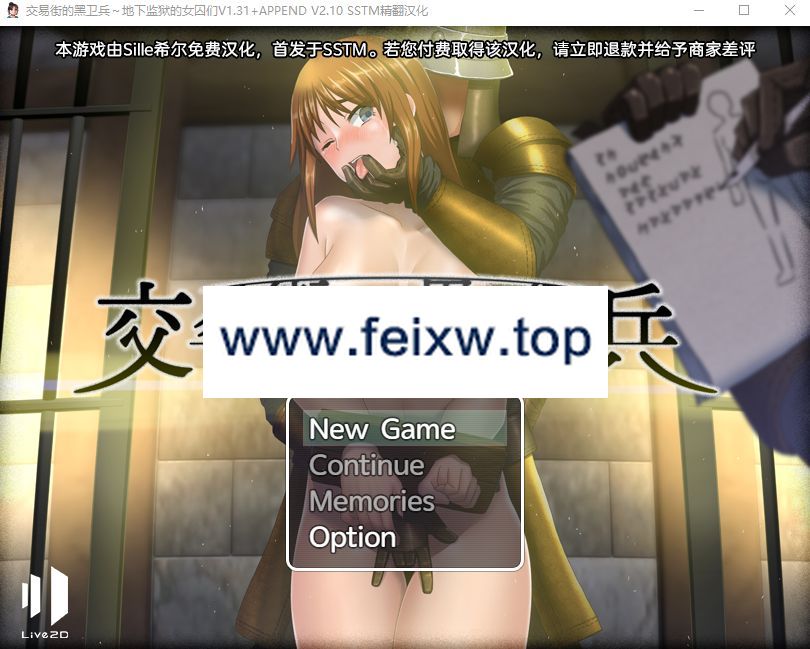 交易街的黑卫兵～地下监狱的女囚们V1.31+APPEND V2.10 SSTM精翻汉化
本游戏由Sille希尔免费汉化，首发于SSTM。若您付费取得该汉化，请立即退款并给予商家差评
交 兵
www.feixw.top
New Game
Continue
Memories
Option
Live2D